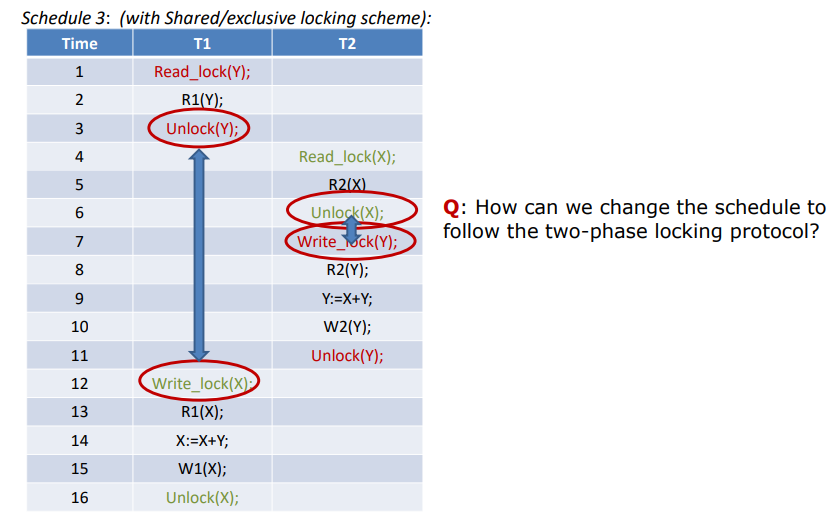 Schedule 3: (with Shared/exclusive locking scheme):
Time T1 T2
1 Read_lock(Y);
2 R1(Y);
3 Unlock(Y);
4 Read_lock(X);
5 R2(X)
6 Unlock(X);
7 Write_lock(Y);
8 R2(Y);
9 Y:=X+Y;
10 W2(Y);
11 Unlock(Y);
12 Write_lock(X);
13 R1(X);
14 X:=X+Y;
15 W1(X);
16 Unlock(X);
Q: How can we change the schedule to
follow the two-phase locking protocol?